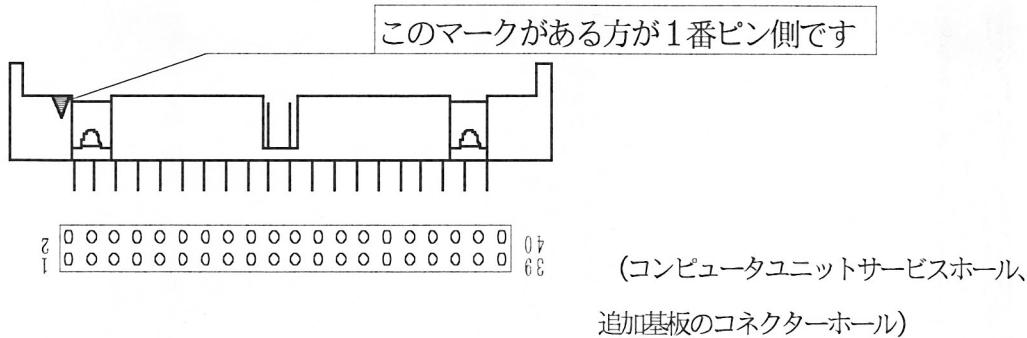 このマークがある方が1番ピン側です
2
40
1
39
(コンピュータユニットサービスホール、
追加基板のコネクターホール)